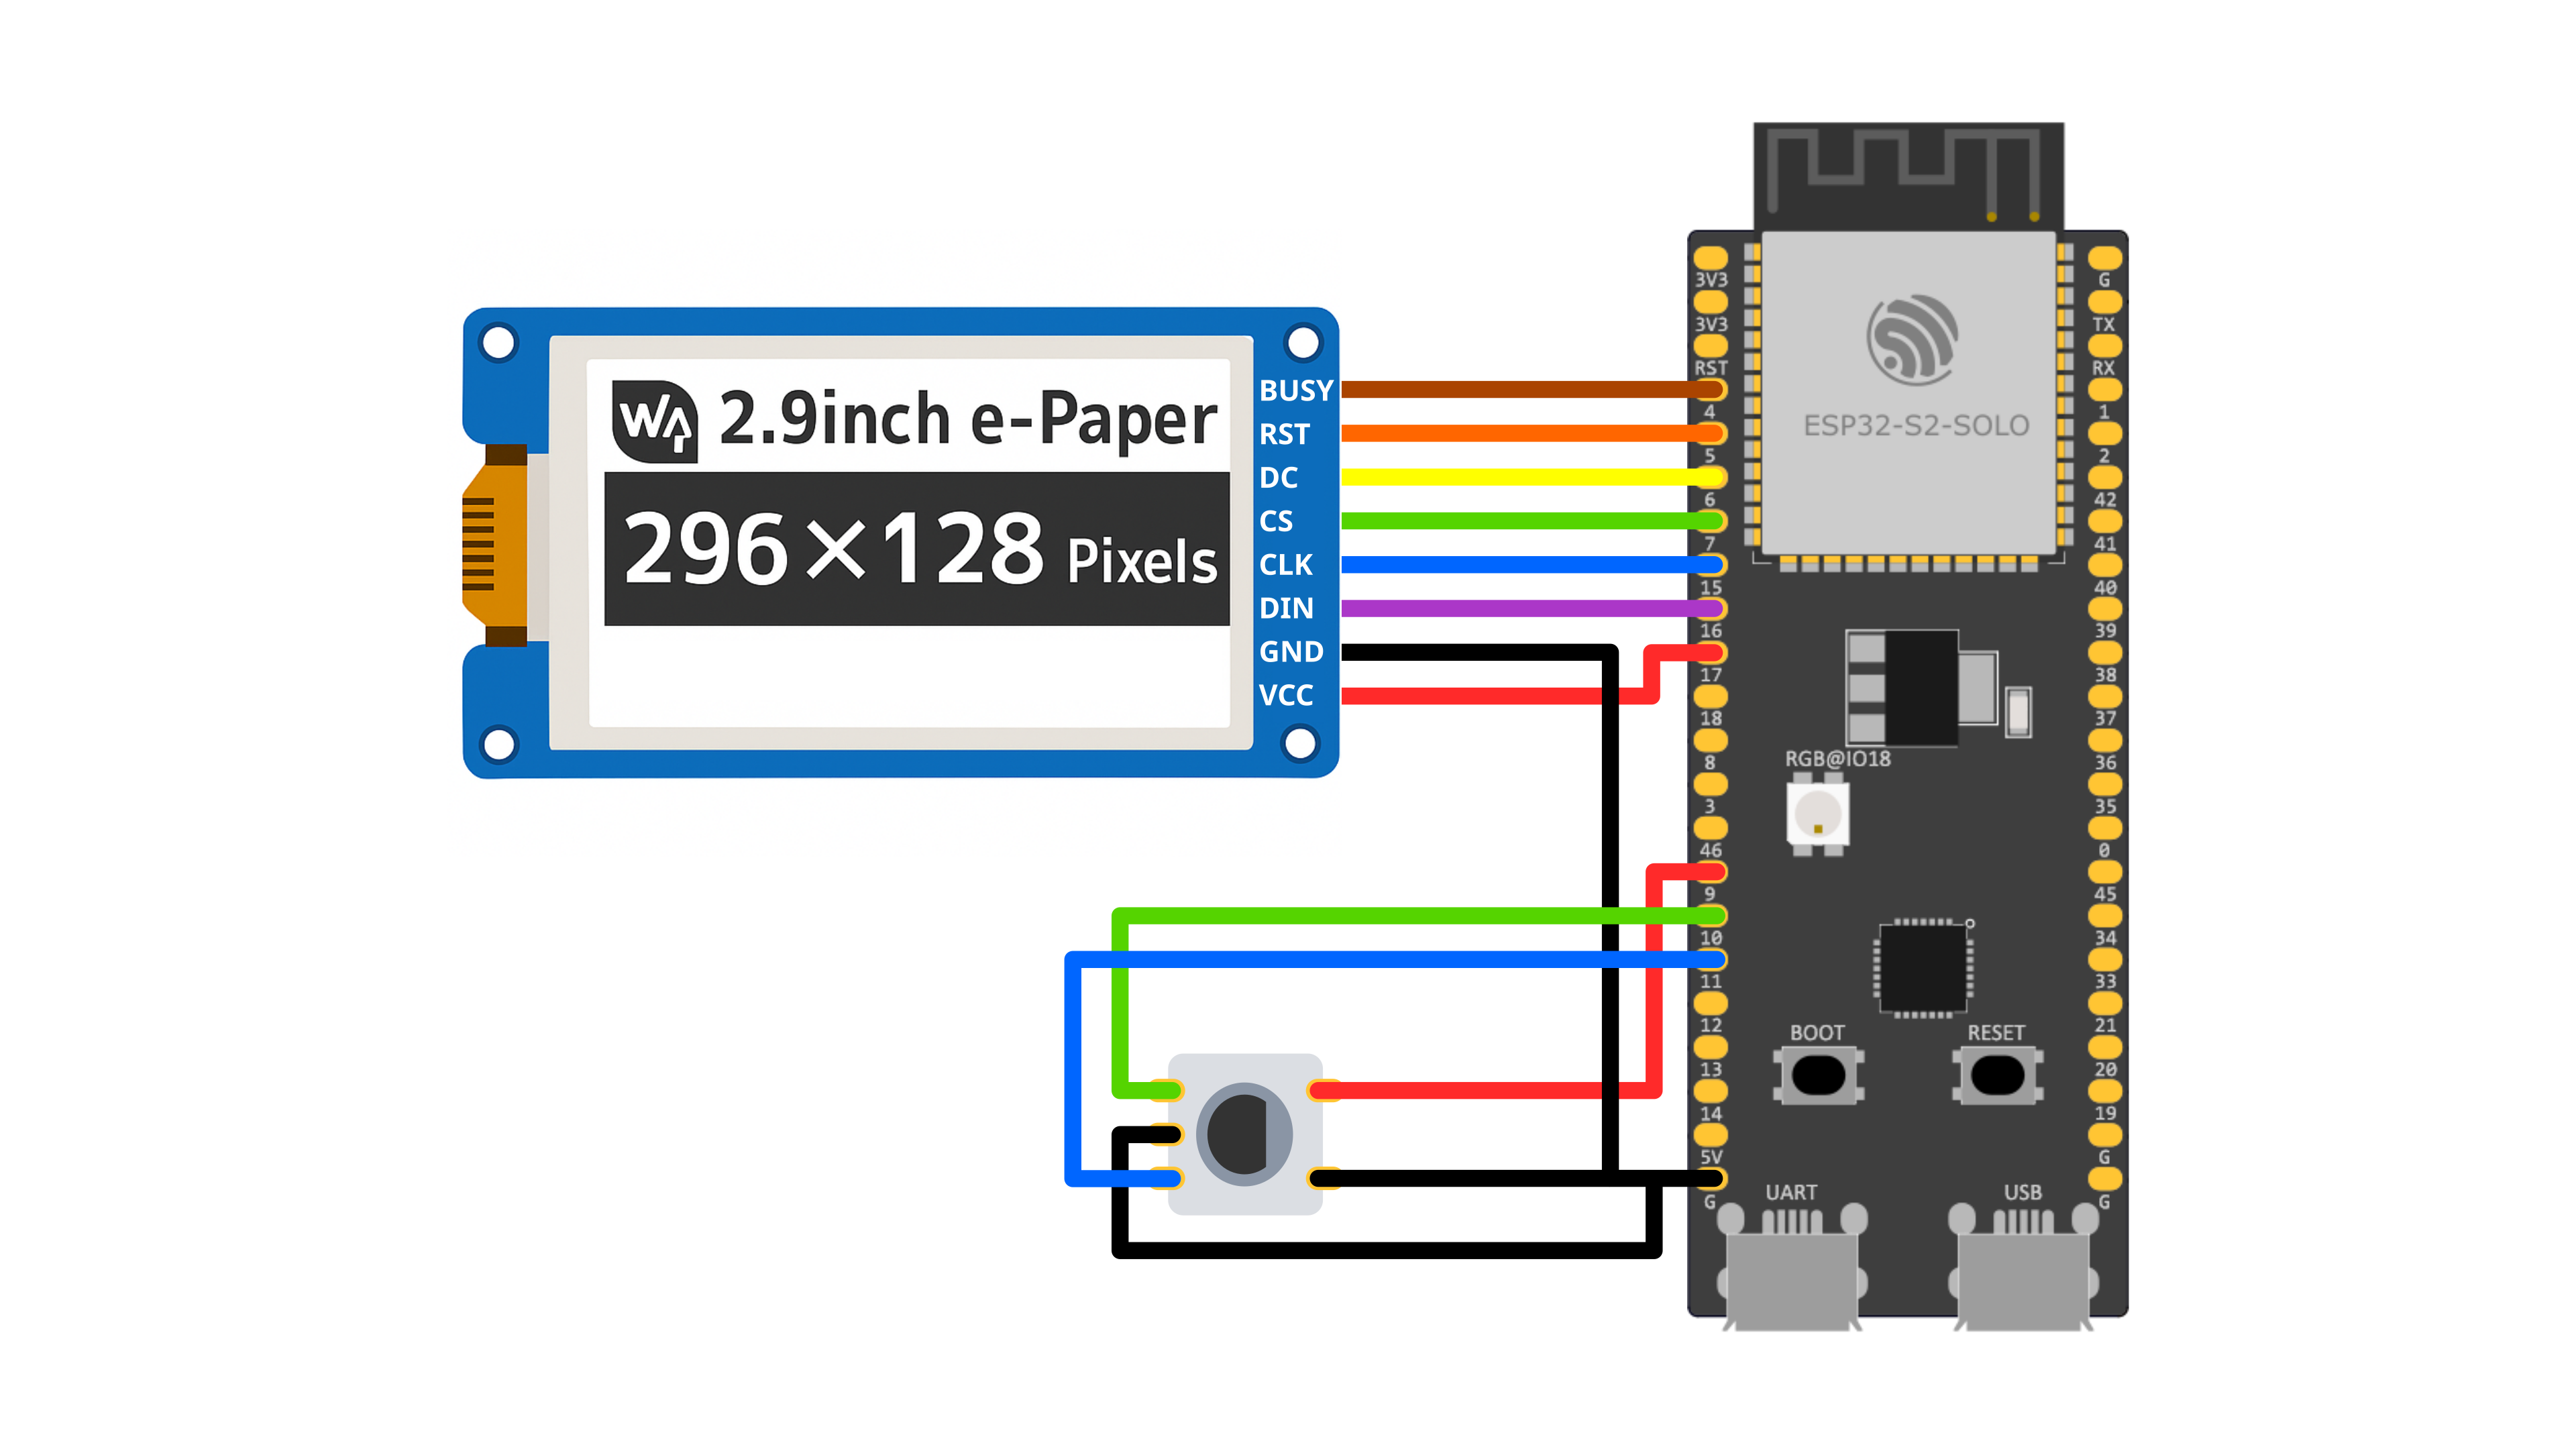 2.9inch e-Paper
296×128 Pixels
BUSY
RST
DC
CS
CLK
DIN
GND
VCC
ESP32-S2-SOLO
3V3
3V3
RST
4
5
6
7
15
16
17
18
8
3
46
9
10
11
12
13
14
5V
G
G
TX
RX
1
2
42
41
40
39
38
37
36
35
0
45
34
33
21
20
19
G
G
RGB@IO18
BOOT
RESET
UART
USB